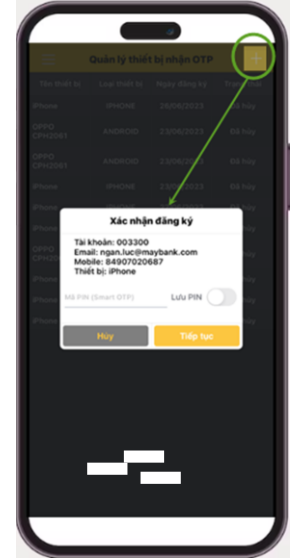 Quản lý thiết bị nhận OTP
Tên thiết bị Loại thiết bị Ngày đăng ký Trạng thái
iPhone IPHONE 26/06/2023 Đã hủy
OPPO CPH2061 ANDROID 23/06/2023 Đã hủy
OPPO CPH2061 ANDROID 23/06/2023 Đã hủy
iPhone IPHONE Đã hủy
iPhone
Xác nhận đăng ký
Tài khoản: 003300
Email: ngan.luc@maybank.com
Mobile: 84907020687
Thiết bị: iPhone
Mã PIN (Smart OTP) Lưu PIN
Hủy Tiếp tục